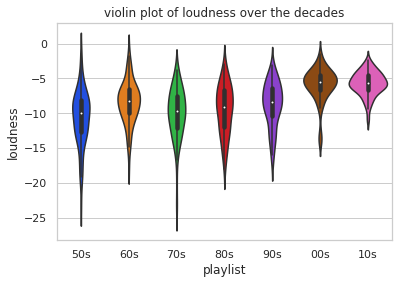 violin plot of loudness over the decades
loudness
0
−5
−10
−15
−20
−25
50s 60s 70s 80s 90s 00s 10s
playlist